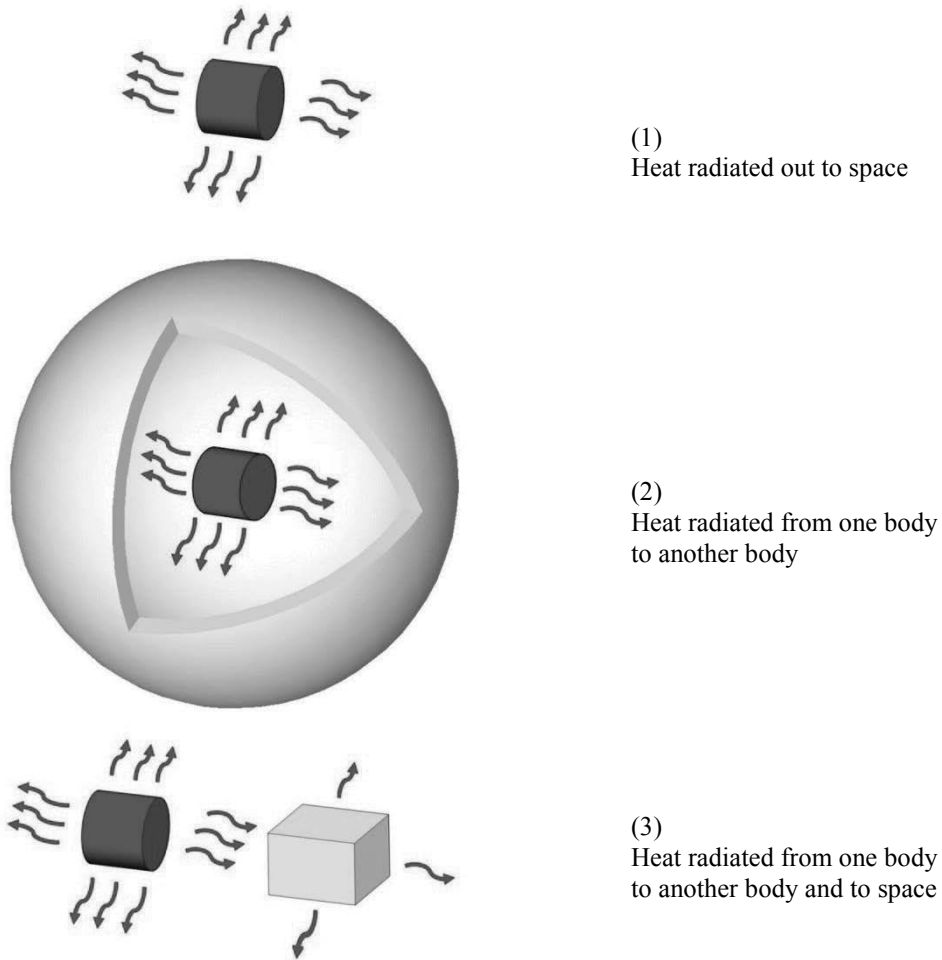 (1)
Heat radiated out to space
(2)
Heat radiated from one body
to another body
(3)
Heat radiated from one body
to another body and to space